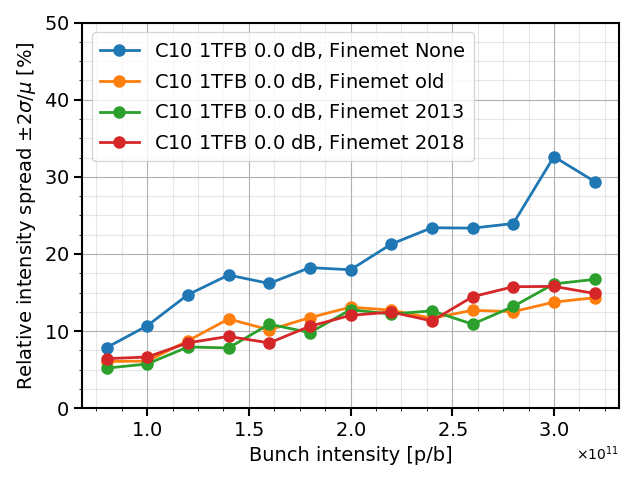 50
40
30
20
10
0
Relative intensity spread ±2σ/μ [%]
C10 1TFB 0.0 dB, Finemet None
C10 1TFB 0.0 dB, Finemet old
C10 1TFB 0.0 dB, Finemet 2013
C10 1TFB 0.0 dB, Finemet 2018
1.0 1.5 2.0 2.5 3.0
Bunch intensity [p/b]
×10¹¹